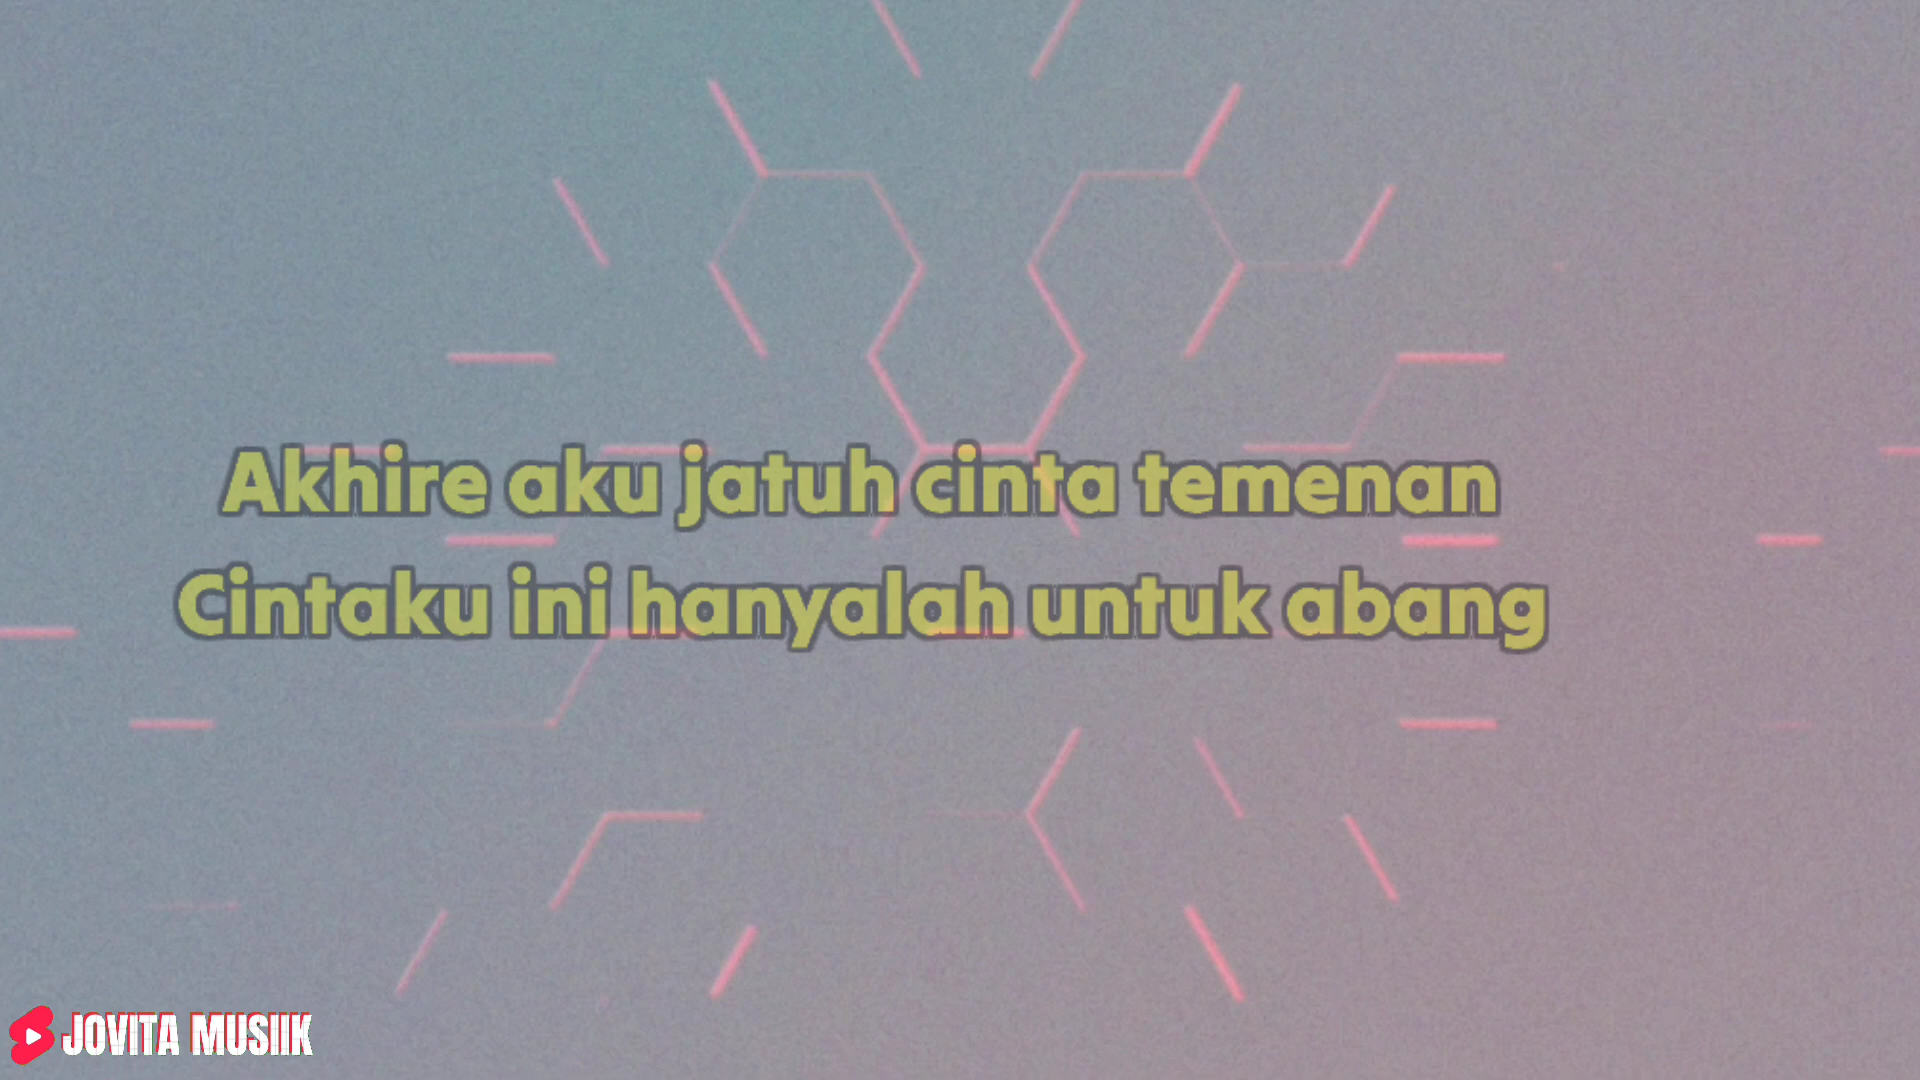 Akhire aku jatuh cinta temenan
Cintaku ini hanyalah untuk abang
JOVITA MUSIIK